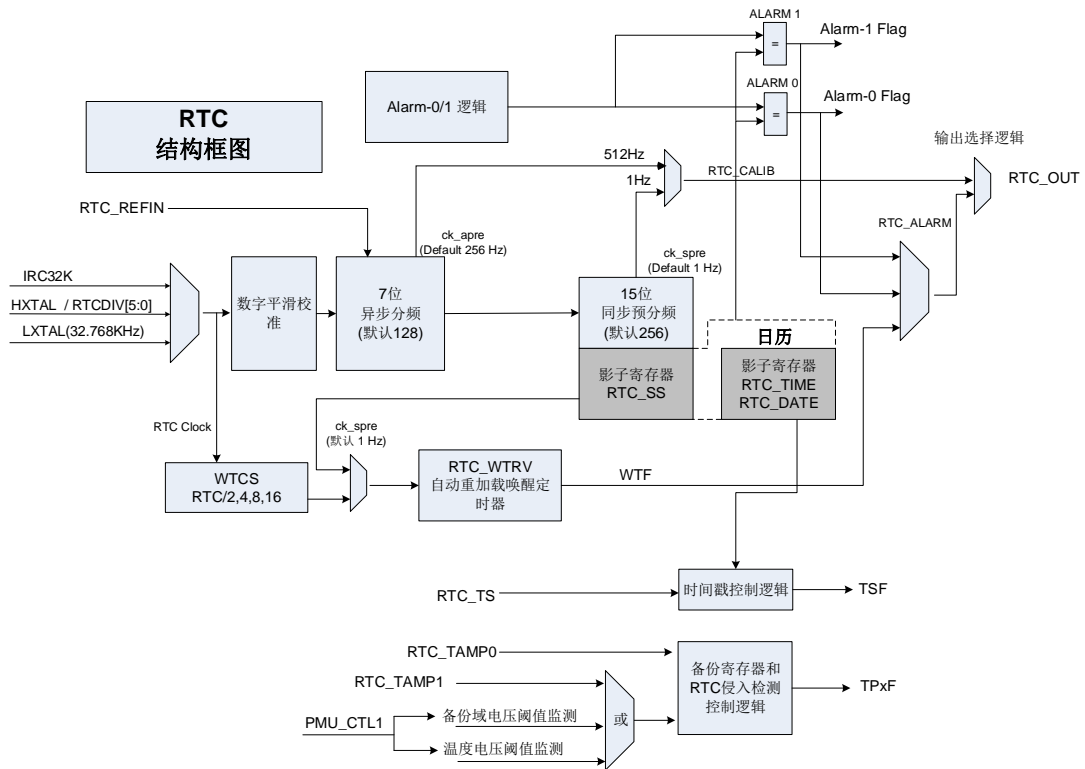 ALARM 1
Alarm-1 Flag
=
Alarm-0/1 逻辑
ALARM 0
Alarm-0 Flag
=
RTC
结构框图
输出选择逻辑
512Hz
RTC_CALIB
RTC_OUT
1Hz
RTC_REFIN
RTC_ALARM
ck_apre
(Default 256 Hz)
ck_spre
(Default 1 Hz)
IRC32K
HXTAL / RTCDIV[5:0]
LXTAL(32.768KHz)
数字平滑校
准
7位
异步分频
(默认128)
15位
同步预分频
(默认256)
日历
影子寄存器
RTC_SS
影子寄存器
RTC_TIME
RTC_DATE
RTC Clock
ck_spre
(默认 1 Hz)
WTCS
RTC/2,4,8,16
RTC_WTRV
自动重加载唤醒定
时器
WTF
RTC_TS
时间戳控制逻辑
TSF
RTC_TAMP0
RTC_TAMP1
备份寄存器和
RTC侵入检测
控制逻辑
TPxF
PMU_CTL1
备份域电压阈值监测
或
温度电压阈值监测